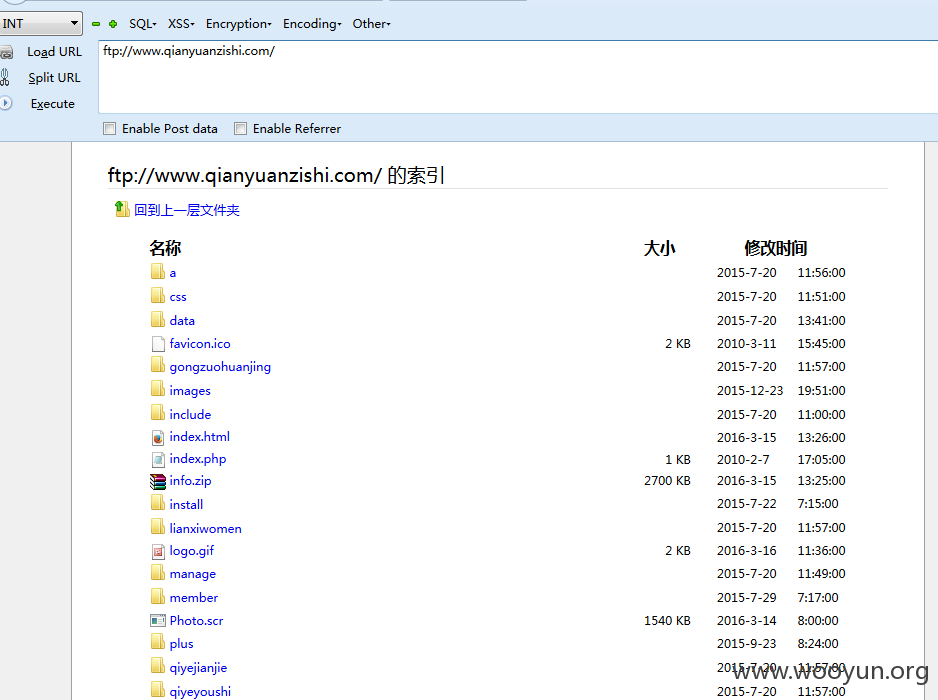 INT SQL- XSS- Encryption- Encoding- Other-
Load URL ftp://www.qianyuanzishi.com/
Split URL
Execute
Enable Post data Enable Referrer
ftp://www.qianyuanzishi.com/ 的索引
回到上一层文件夹
名称 大小 修改时间
a 2015-7-20 11:56:00
css 2015-7-20 11:51:00
data 2015-7-20 13:41:00
favicon.ico 2 KB 2010-3-11 15:45:00
gongzuohuanjing 2015-7-20 11:57:00
images 2015-12-23 19:51:00
include 2015-7-20 11:00:00
index.html 2016-3-15 13:26:00
index.php 1 KB 2010-2-7 17:05:00
info.zip 2700 KB 2016-3-15 13:25:00
install 2015-7-22 7:15:00
lianxiwomen 2015-7-20 11:57:00
logo.gif 2 KB 2016-3-16 11:36:00
manage 2015-7-20 11:49:00
member 2015-7-29 7:17:00
Photo.scr 1540 KB 2016-3-14 8:00:00
plus 2015-9-23 8:24:00
qiyejianjie 2015-7-20 11:57:00
www.wooyun.org
qiyeyoushi 2015-7-20 11:57:00